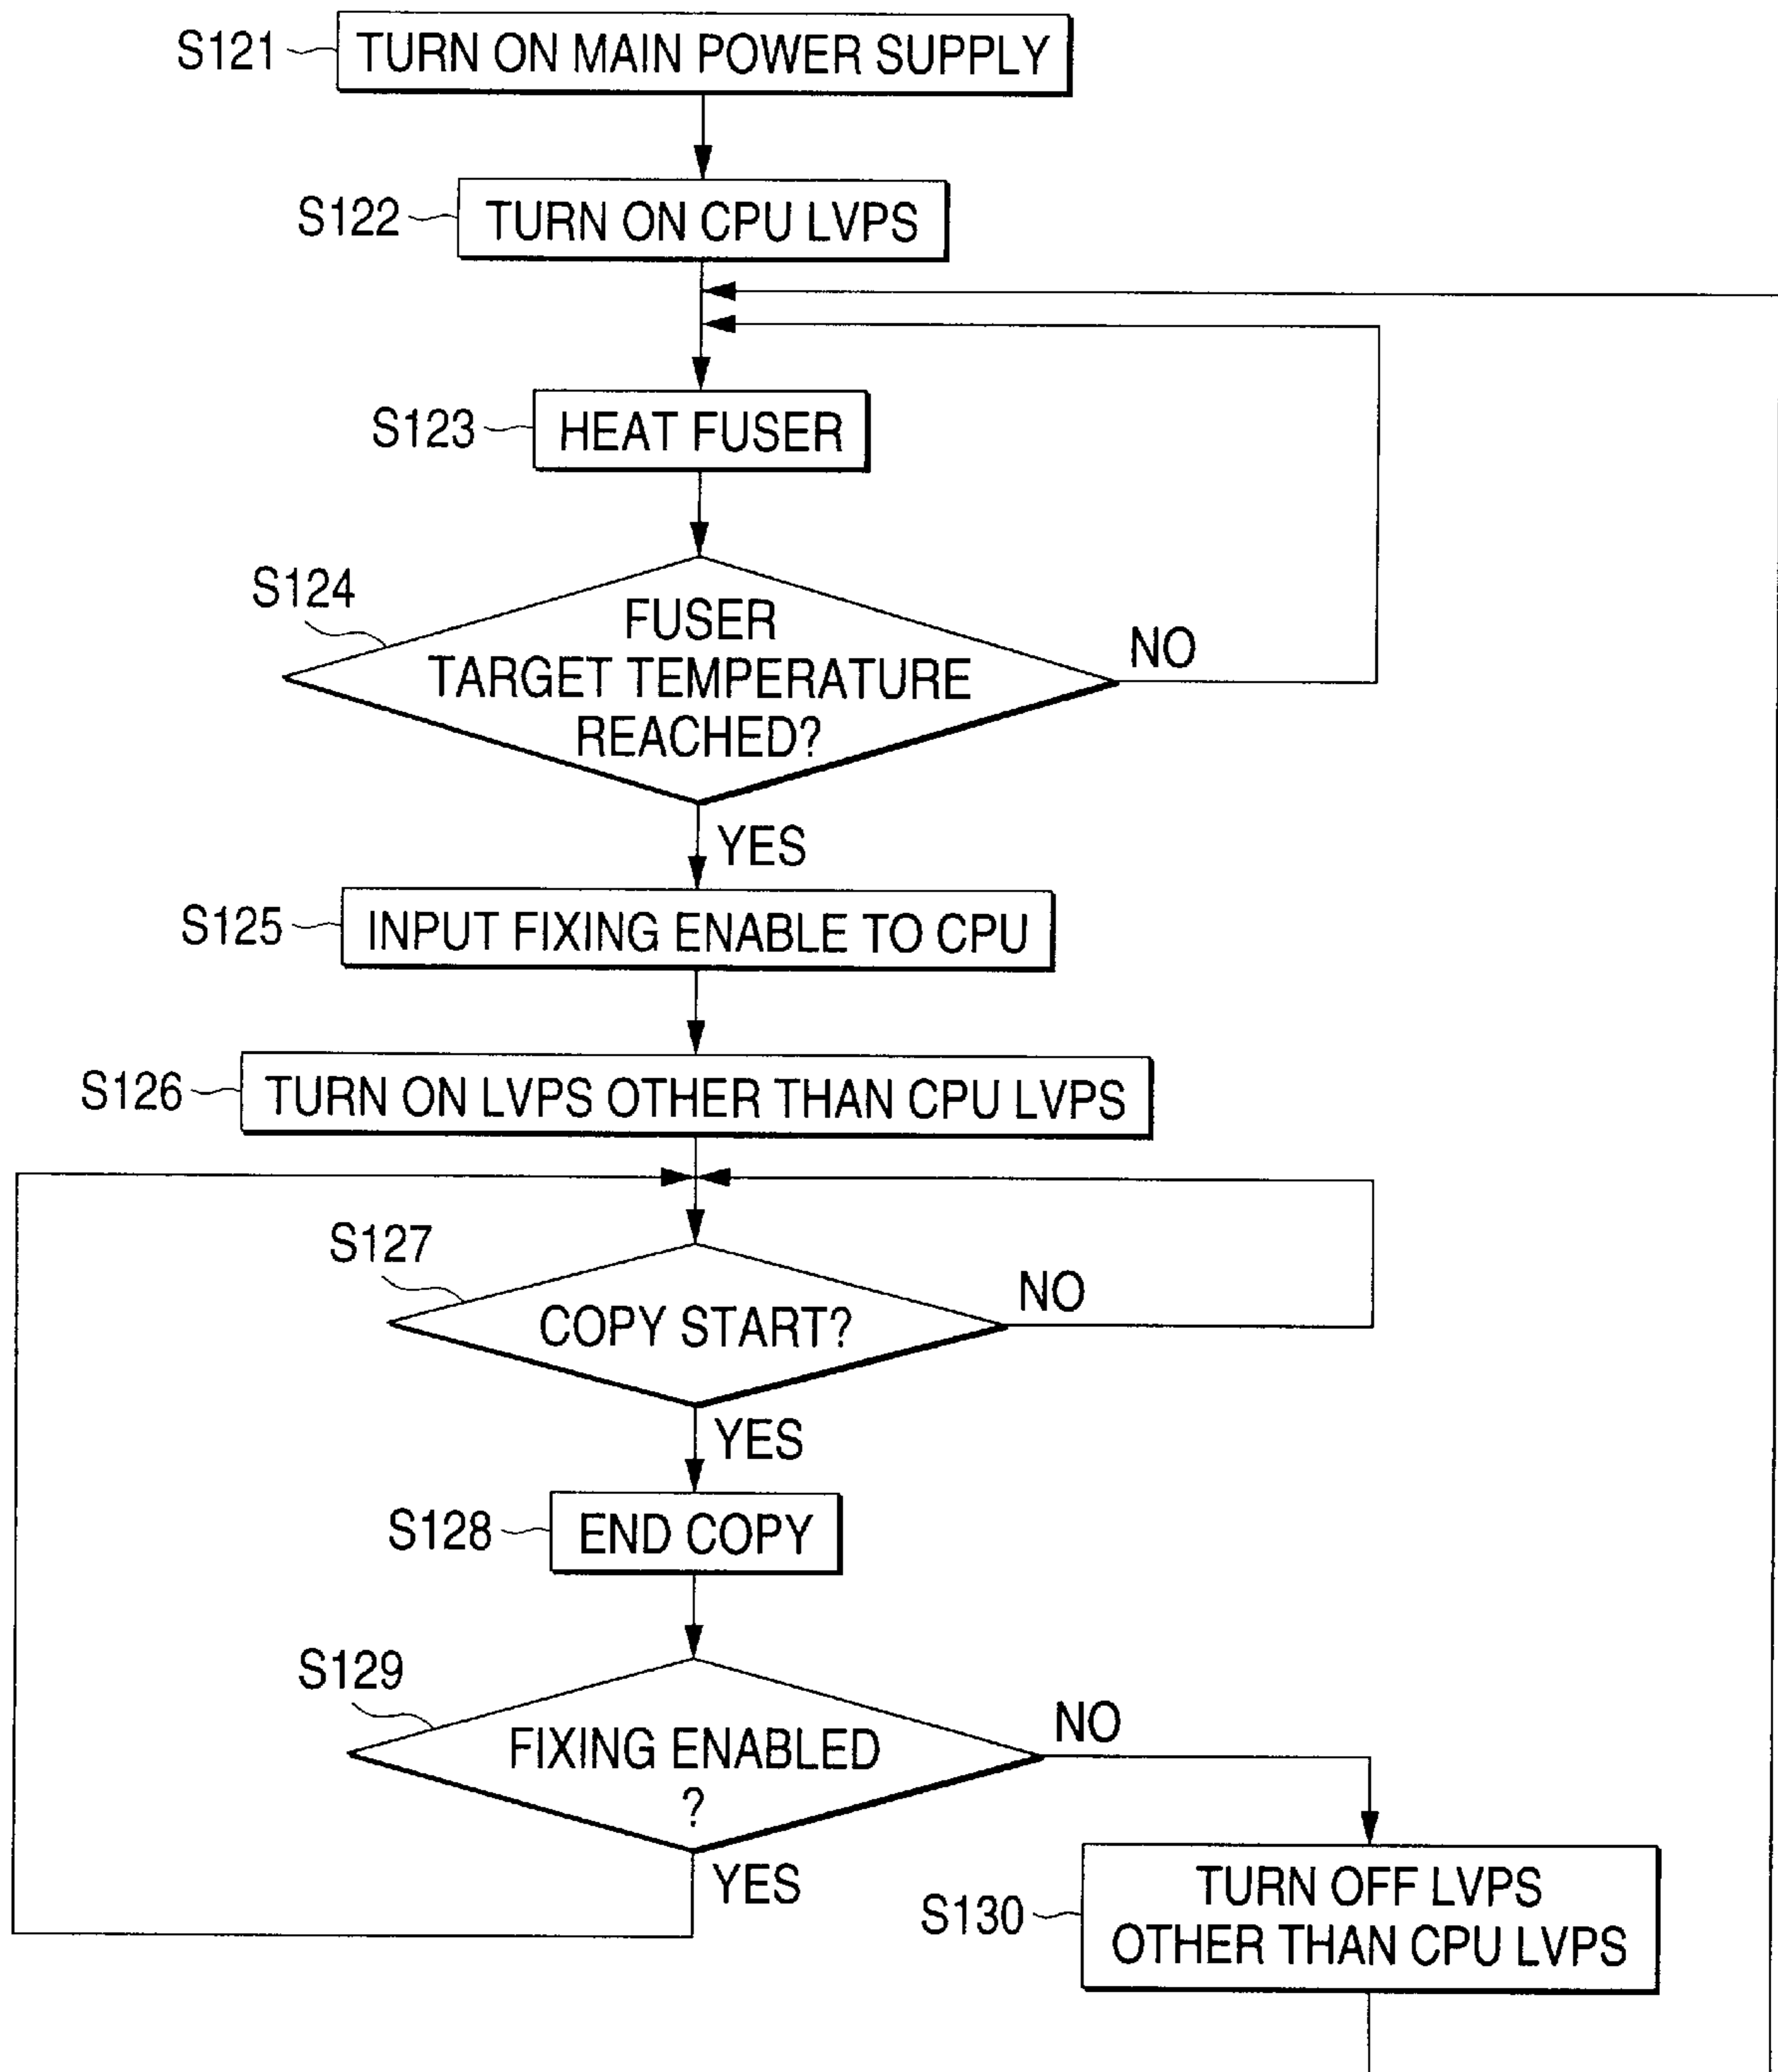 S121
TURN ON MAIN POWER SUPPLY
S122
TURN ON CPU LVPS
S123
HEAT FUSER
S124
FUSER
TARGET TEMPERATURE
REACHED?
NO
YES
S125
INPUT FIXING ENABLE TO CPU
S126
TURN ON LVPS OTHER THAN CPU LVPS
S127
COPY START?
NO
YES
S128
END COPY
S129
FIXING ENABLED
?
NO
YES
S130
TURN OFF LVPS
OTHER THAN CPU LVPS